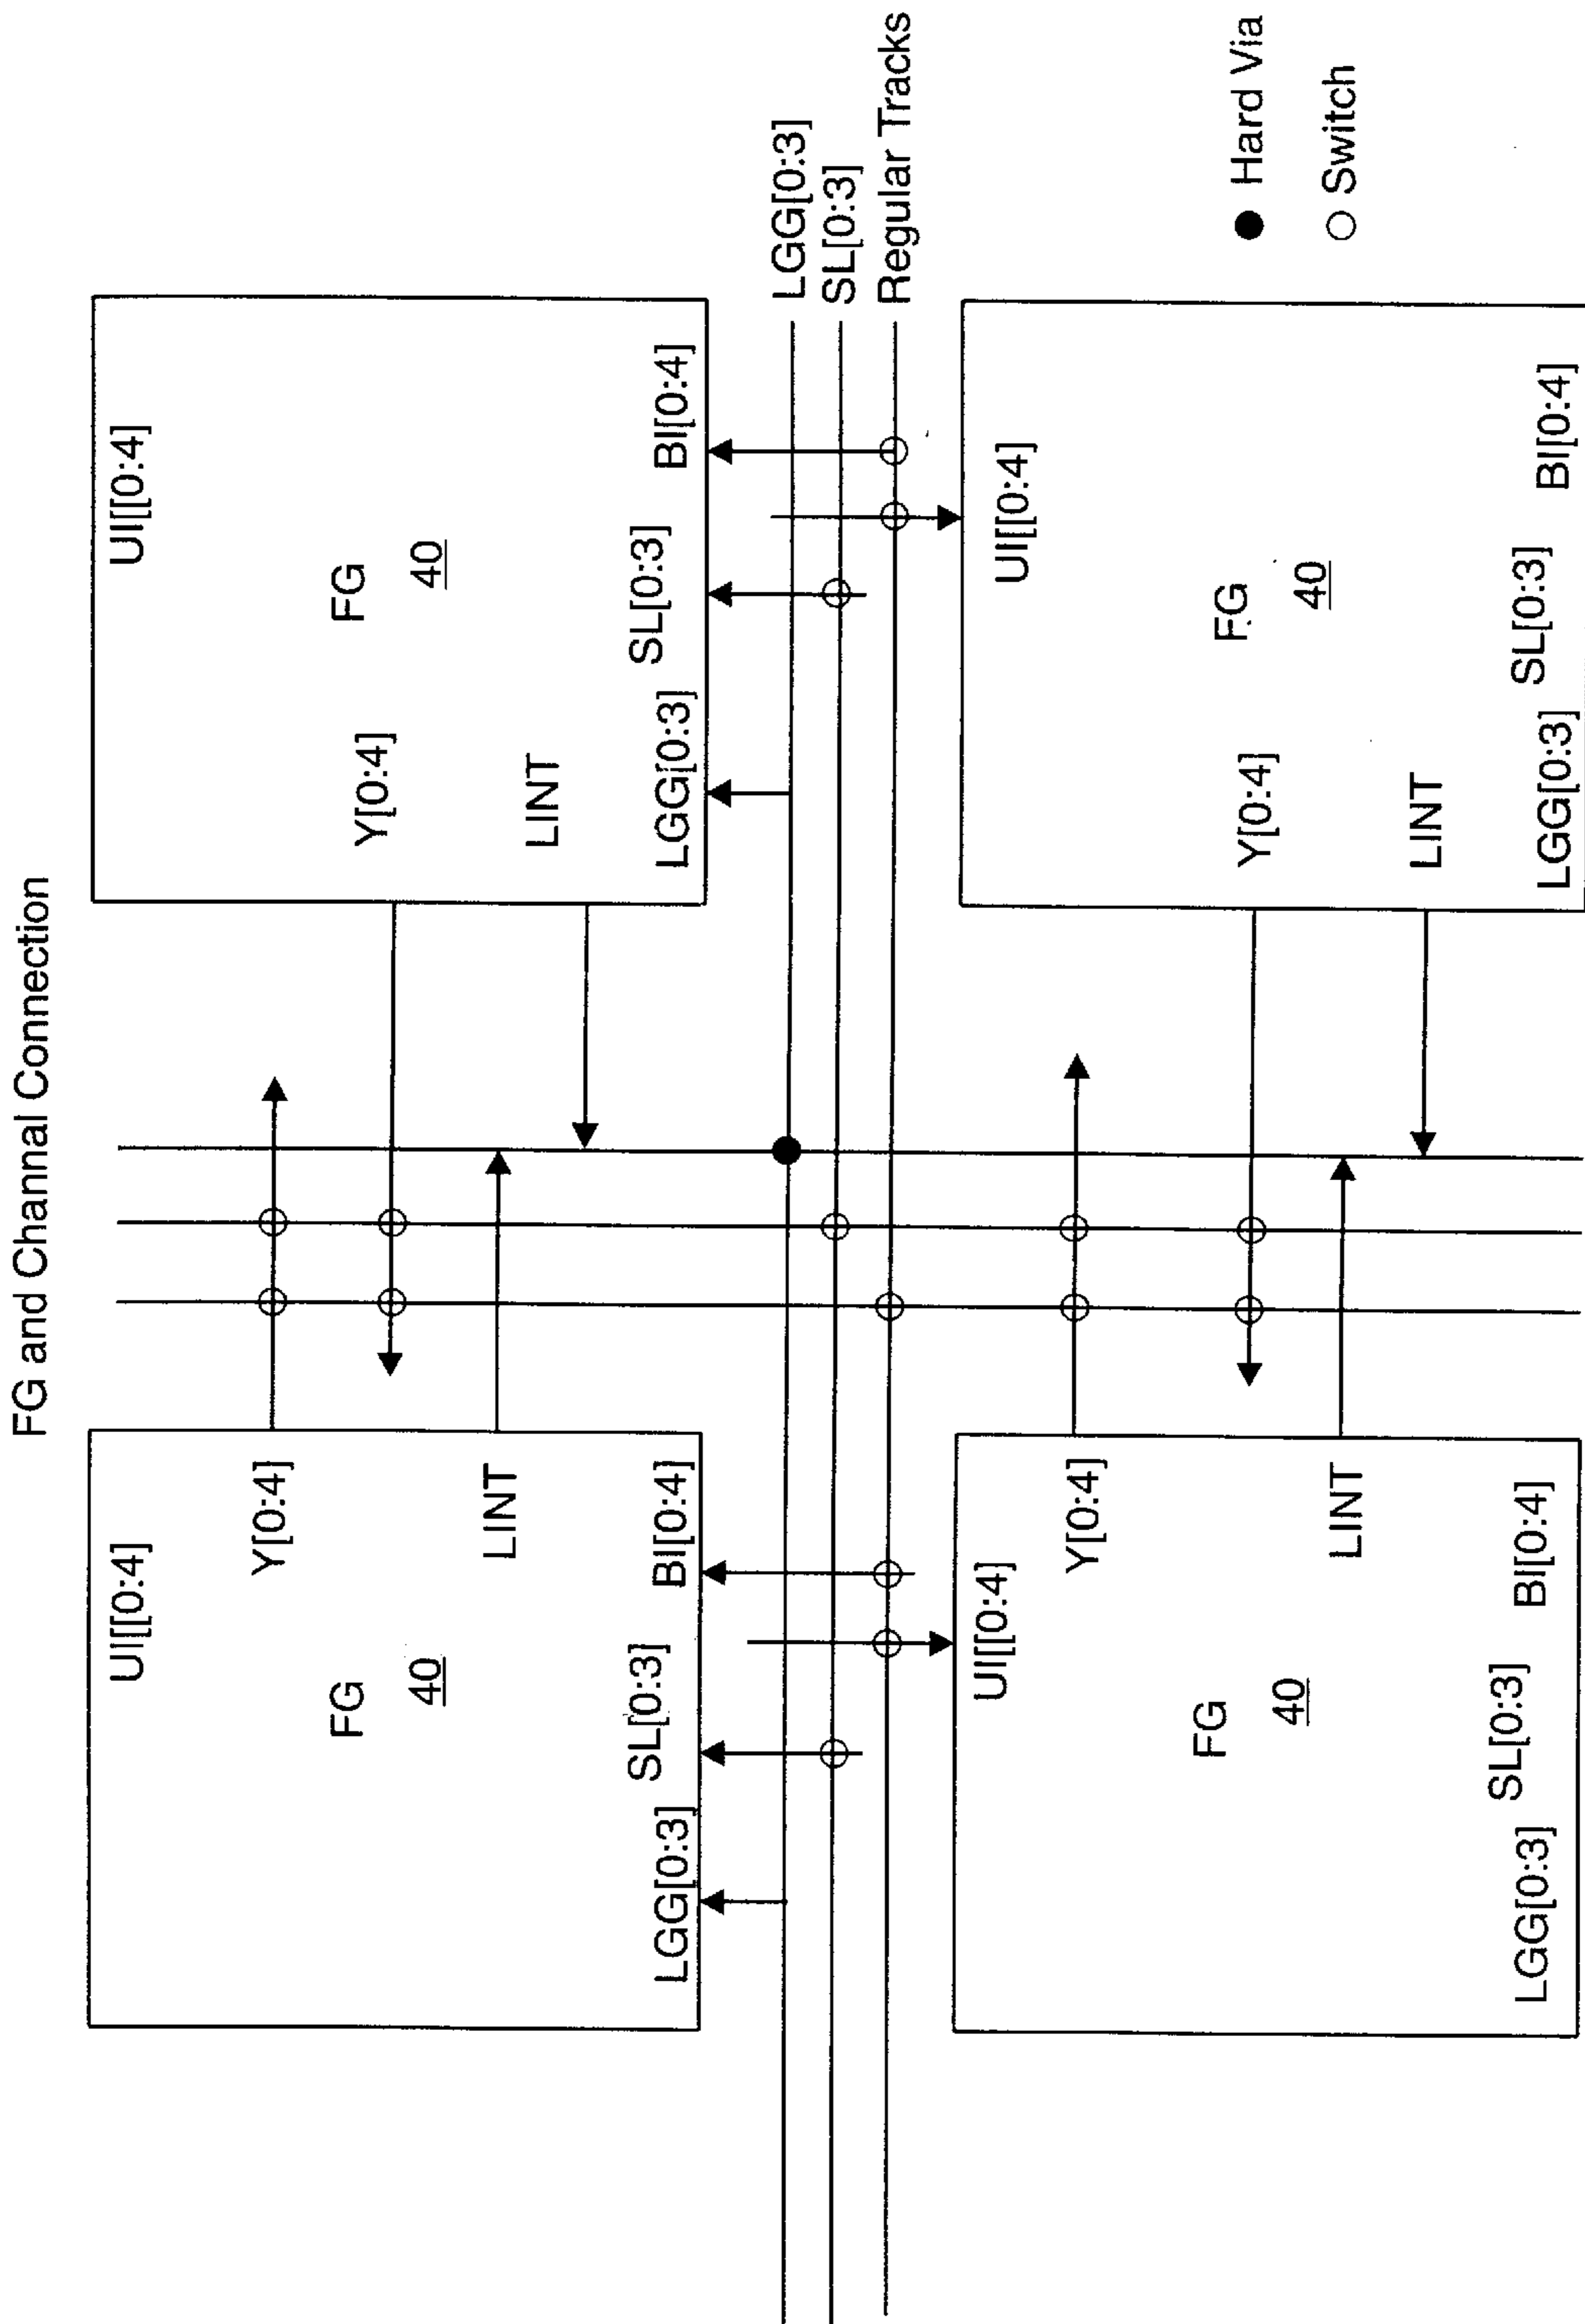 FG and Channal Connection
UI[[0:4]
Y[0:4]
FG
40
LINT
LGG[0:3]
SL[0:3]
BI[0:4]
UI[[0:4]
Y[0:4]
FG
40
LINT
LGG[0:3]
SL[0:3]
BI[0:4]
LGG[0:3]
SL[0:3]
Regular Tracks
UI[[0:4]
Y[0:4]
FG
40
LINT
LGG[0:3]
SL[0:3]
BI[0:4]
UI[[0:4]
Y[0:4]
FG
40
LINT
LGG[0:3]
SL[0:3]
BI[0:4]
Hard Via
Switch